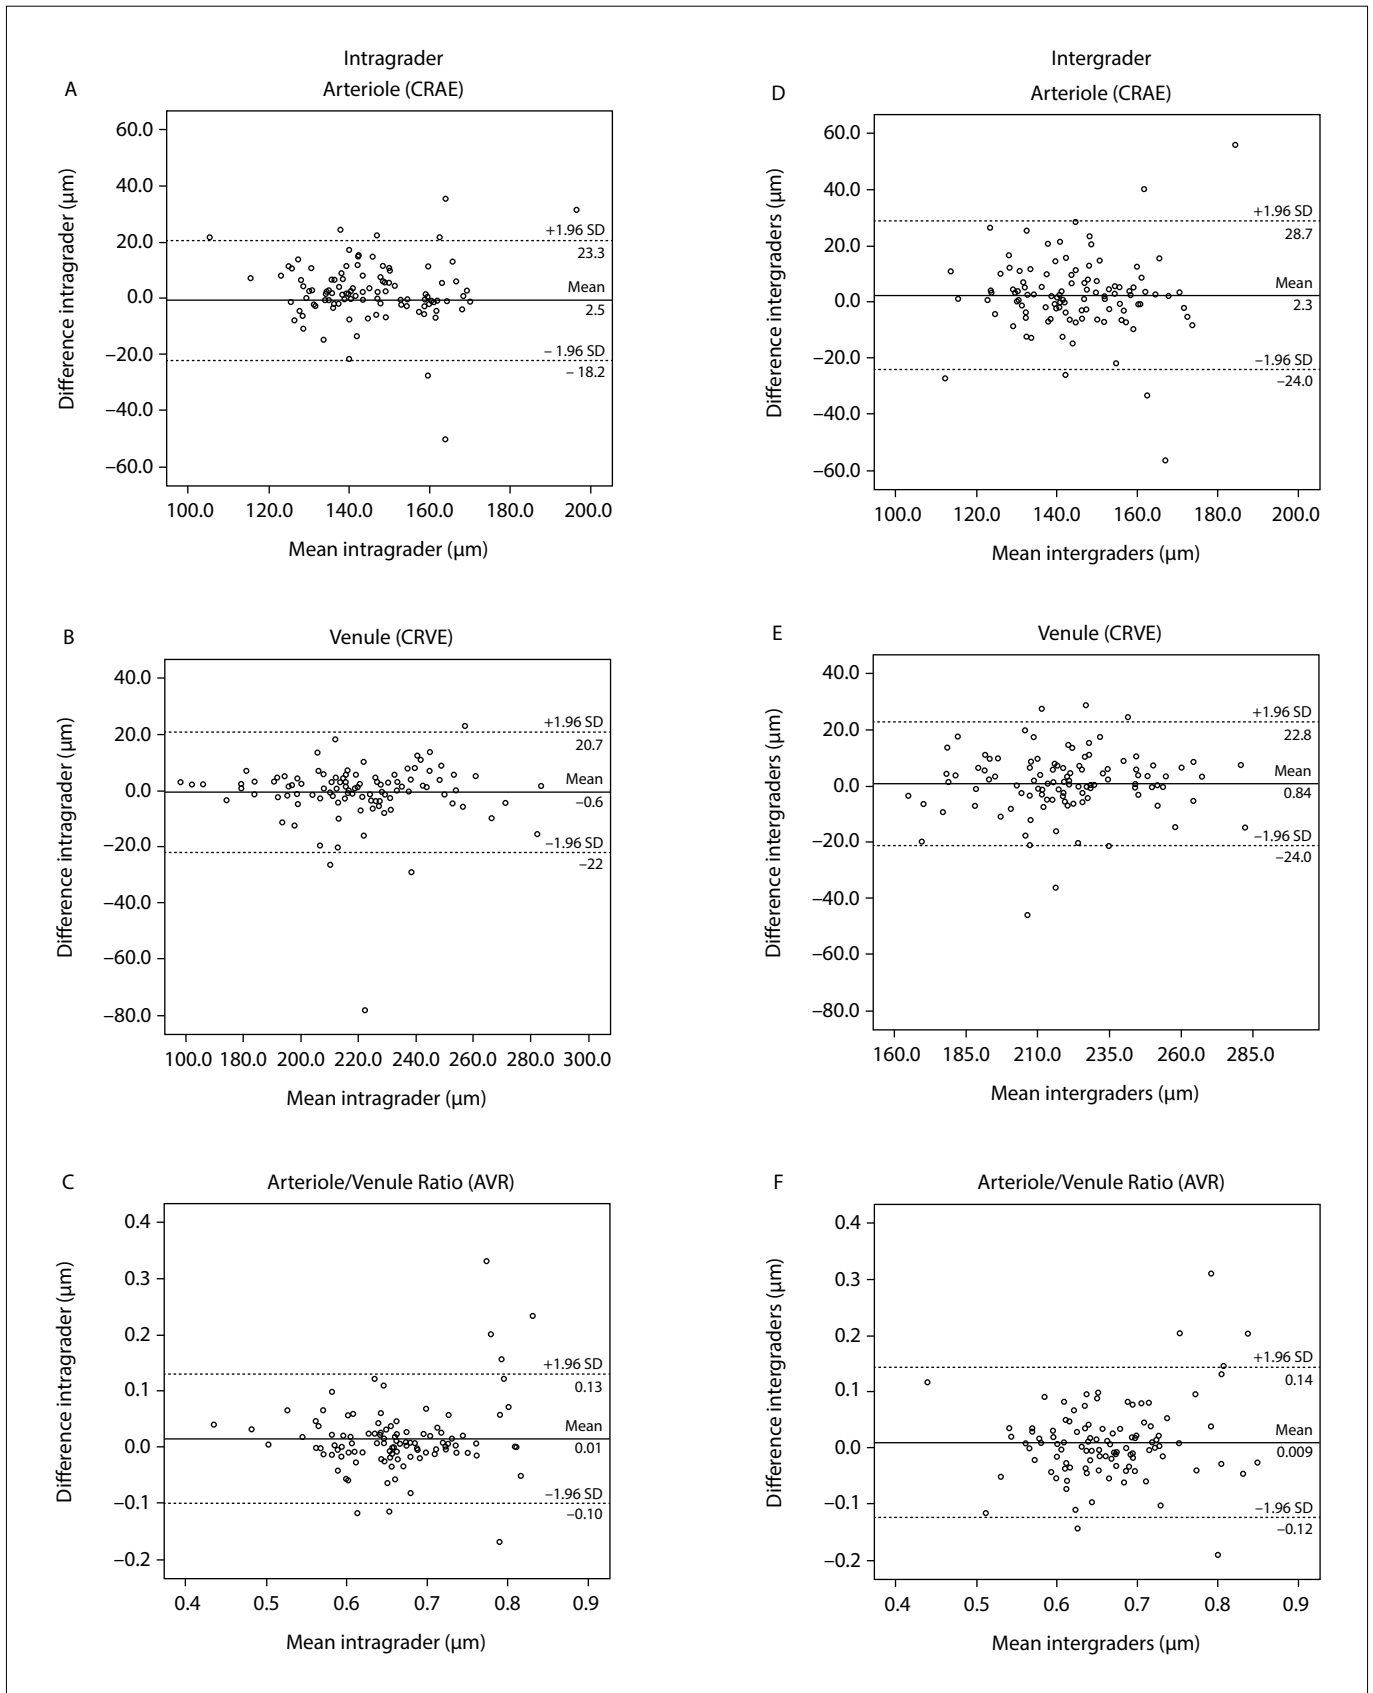 Intragrader
A
Arteriole (CRAE)
Difference intragrader (µm)
60.0
40.0
20.0
0.0
−20.0
−40.0
−60.0
+1.96 SD
23.3
Mean
2.5
− 1.96 SD
− 18.2
100.0 120.0 140.0 160.0 180.0 200.0
Mean intragrader (µm)
Intergrader
D
Arteriole (CRAE)
Difference intergraders (µm)
60.0
40.0
20.0
0.0
−20.0
−40.0
−60.0
+1.96 SD
28.7
Mean
2.3
−1.96 SD
−24.0
100.0 120.0 140.0 160.0 180.0 200.0
Mean intergraders (µm)
B
Venule (CRVE)
Difference intragrader (µm)
40.0
20.0
0.0
−20.0
−40.0
−60.0
−80.0
+1.96 SD
20.7
Mean
−0.6
−1.96 SD
−22
100.0 180.0 200.0 220.0 240.0 260.0 280.0 300.0
Mean intragrader (µm)
E
Venule (CRVE)
Difference intergraders (µm)
40.0
20.0
0.0
−20.0
−40.0
−60.0
−80.0
+1.96 SD
22.8
Mean
0.84
−1.96 SD
−24.0
160.0 185.0 210.0 235.0 260.0 285.0
Mean intergraders (µm)
C
Arteriole/Venule Ratio (AVR)
Difference intragrader (µm)
0.4
0.3
0.2
0.1
0.0
−0.1
−0.2
+1.96 SD
0.13
Mean
0.01
−1.96 SD
−0.10
0.4 0.5 0.6 0.7 0.8 0.9
Mean intragrader (µm)
F
Arteriole/Venule Ratio (AVR)
Difference intergraders (µm)
0.4
0.3
0.2
0.1
0.0
−0.1
−0.2
+1.96 SD
0.14
Mean
0.009
−1.96 SD
−0.12
0.4 0.5 0.6 0.7 0.8 0.9
Mean intergraders (µm)